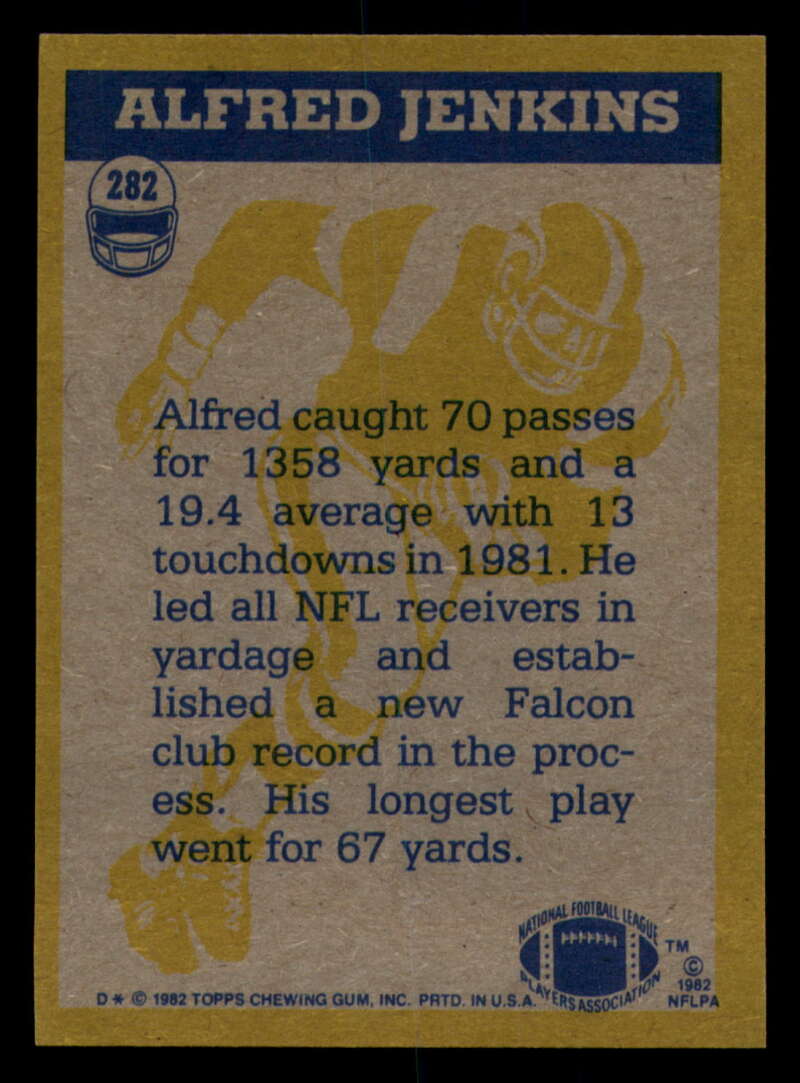 ALFRED JENKINS
282
Alfred caught 70 passes
for 1358 yards and a
19.4 average with 13
touchdowns in 1981. He
led all NFL receivers in
yardage and estab-
lished a new Falcon
club record in the proc-
ess. His longest play
went for 67 yards.
NATIONAL FOOTBALL LEAGUE
PLAYERS ASSOCIATION
TM
©
1982
NFLPA
D * © 1982 TOPPS CHEWING GUM, INC. PRTD. IN U.S.A.